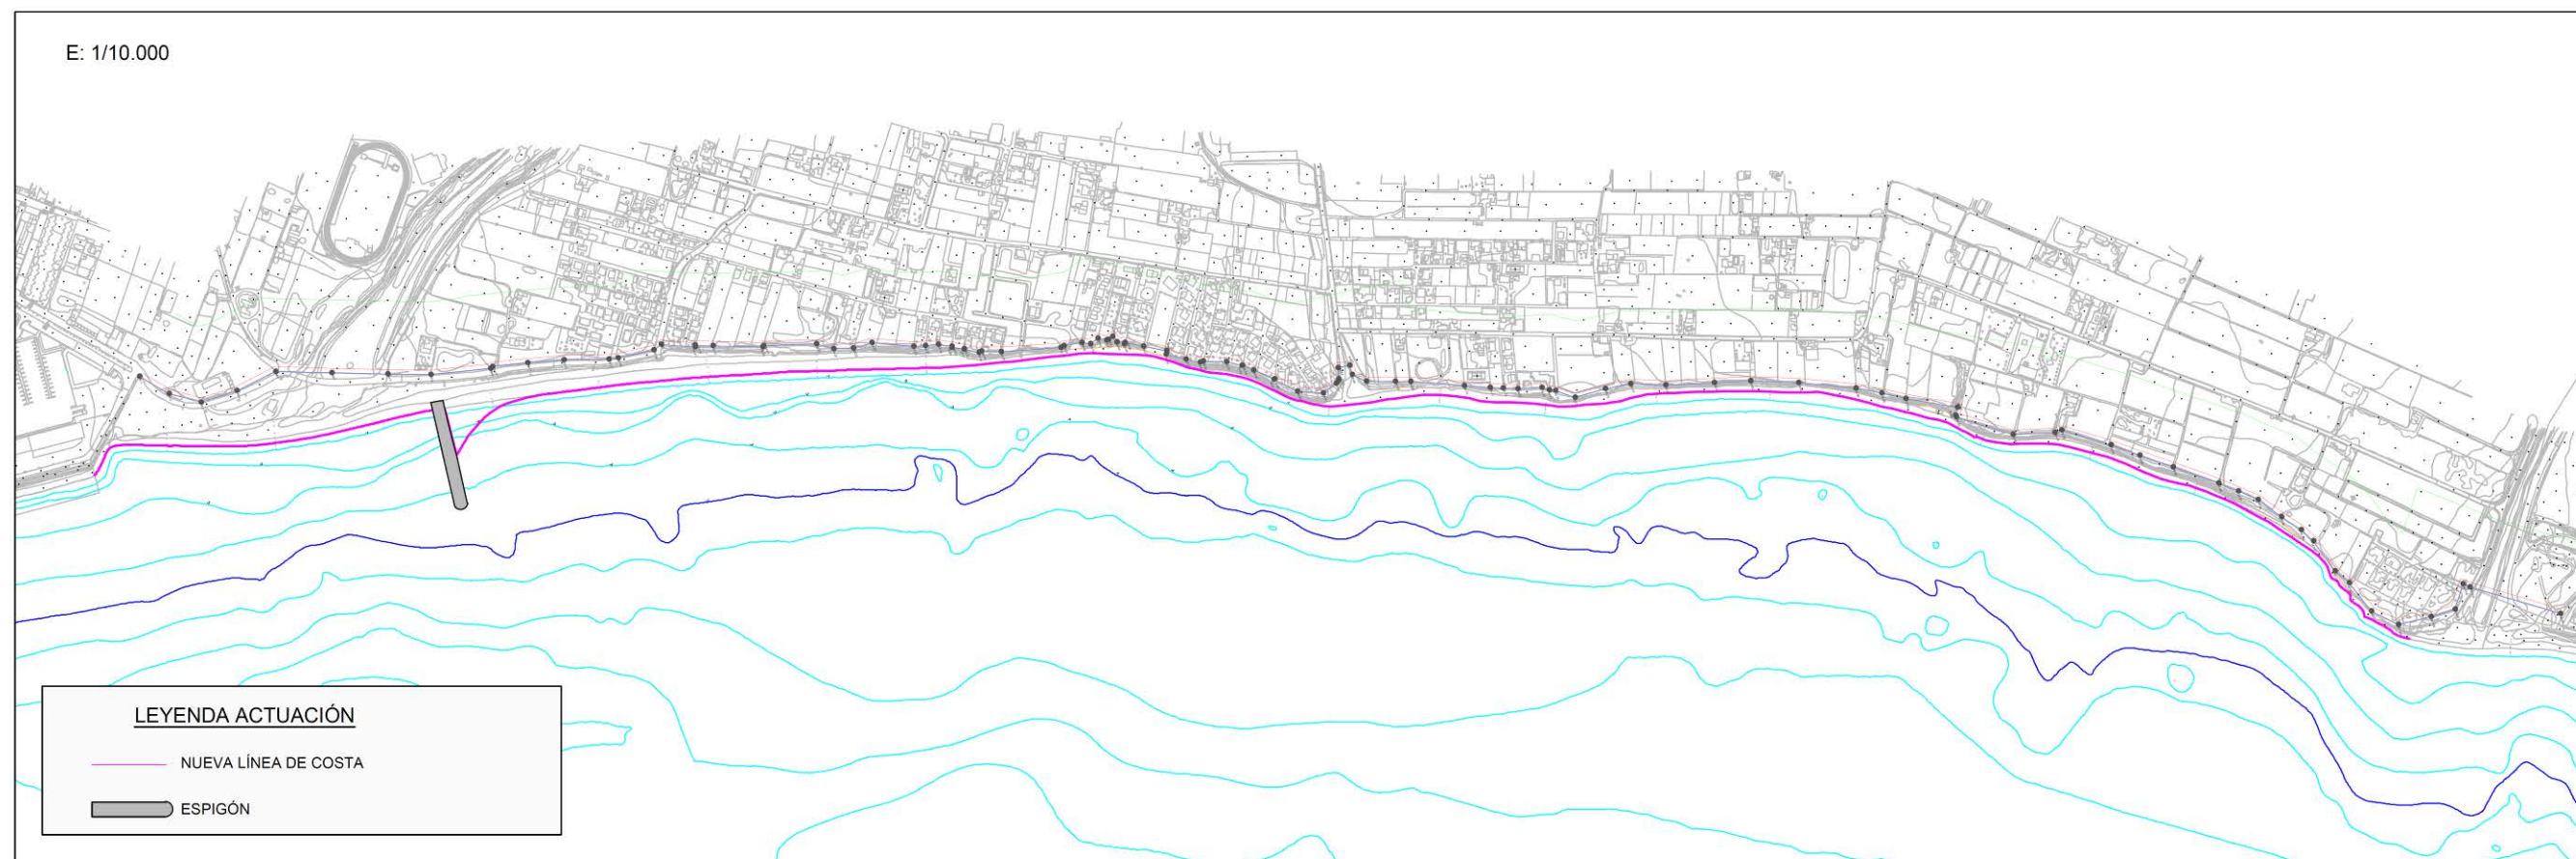 E: 1/10.000
LEYENDA ACTUACIÓN
NUEVA LÍNEA DE COSTA
ESPIGÓN